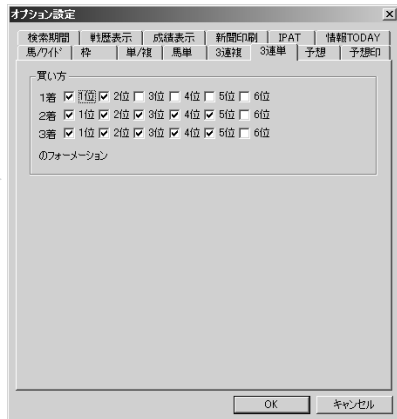 オプション設定
検索期間 戦歴表示 成績表示 新聞印刷 IPAT 情報TODAY
馬/ワイド 枠 単/複 馬単 3連複 3連単 予想 予想印
買い方
1着 1位 2位 3位 4位 5位 6位
2着 1位 2位 3位 4位 5位 6位
3着 1位 2位 3位 4位 5位 6位
のフォーメーション
OK キャンセル